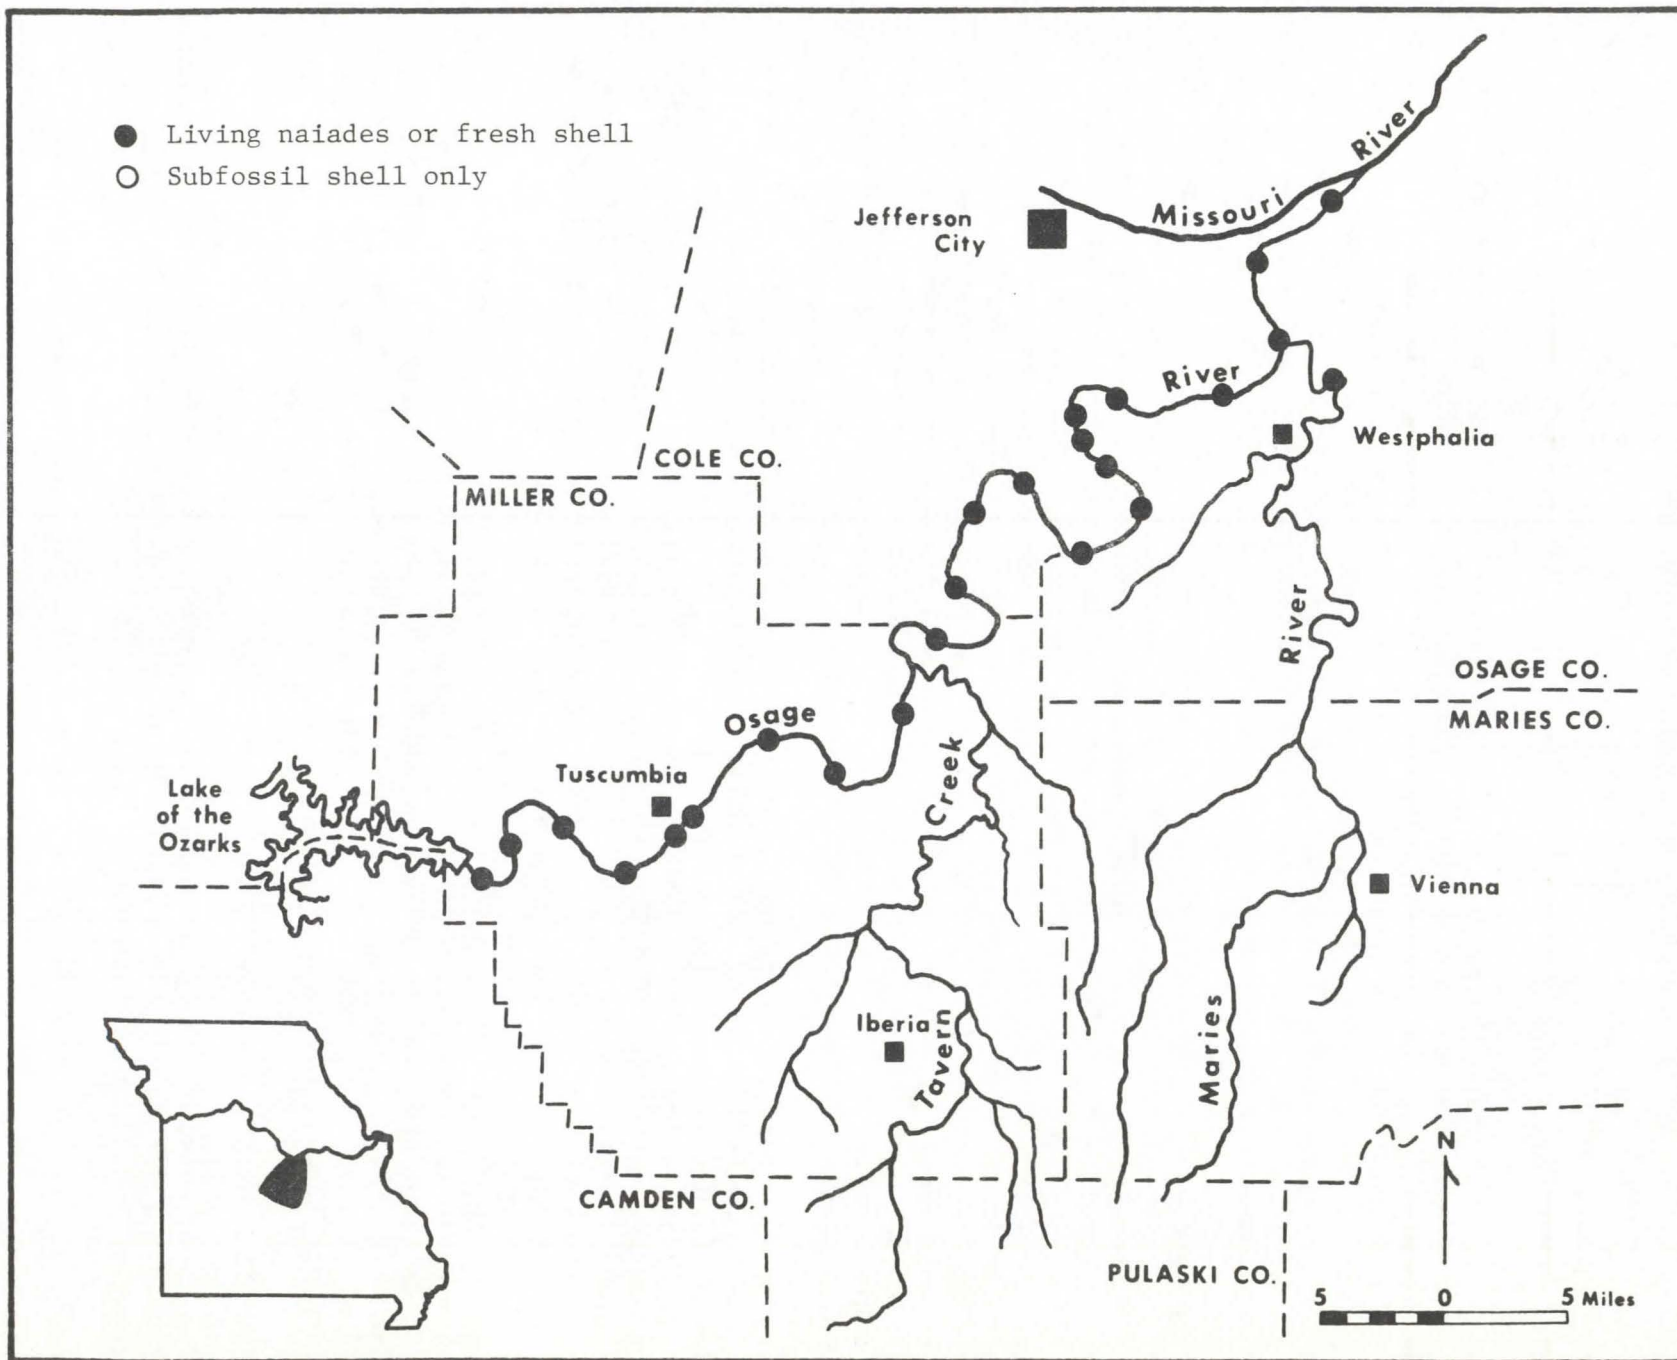 Living naiades or fresh shell
Subfossil shell only
Missouri River
Jefferson
City
River
Westphalia
COLE CO.
MILLER CO.
River
OSAGE CO.
MARIES CO.
Osage
Tuscumbia
Creek
Lake
of the
Ozarks
Vienna
Iberia
Tavern
Maries
N
CAMDEN CO.
PULASKI CO.
5 0 5 Miles